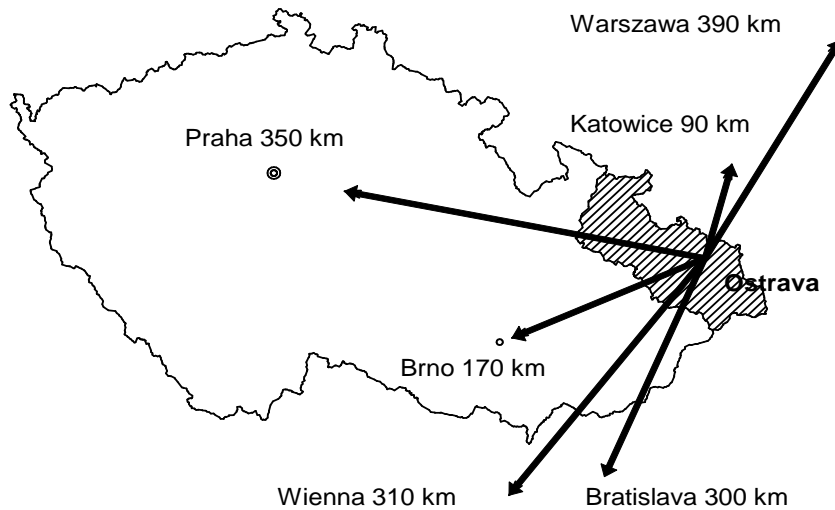 Warszawa 390 km
Katowice 90 km
Praha 350 km
Ostrava
Brno 170 km
Wienna 310 km
Bratislava 300 km